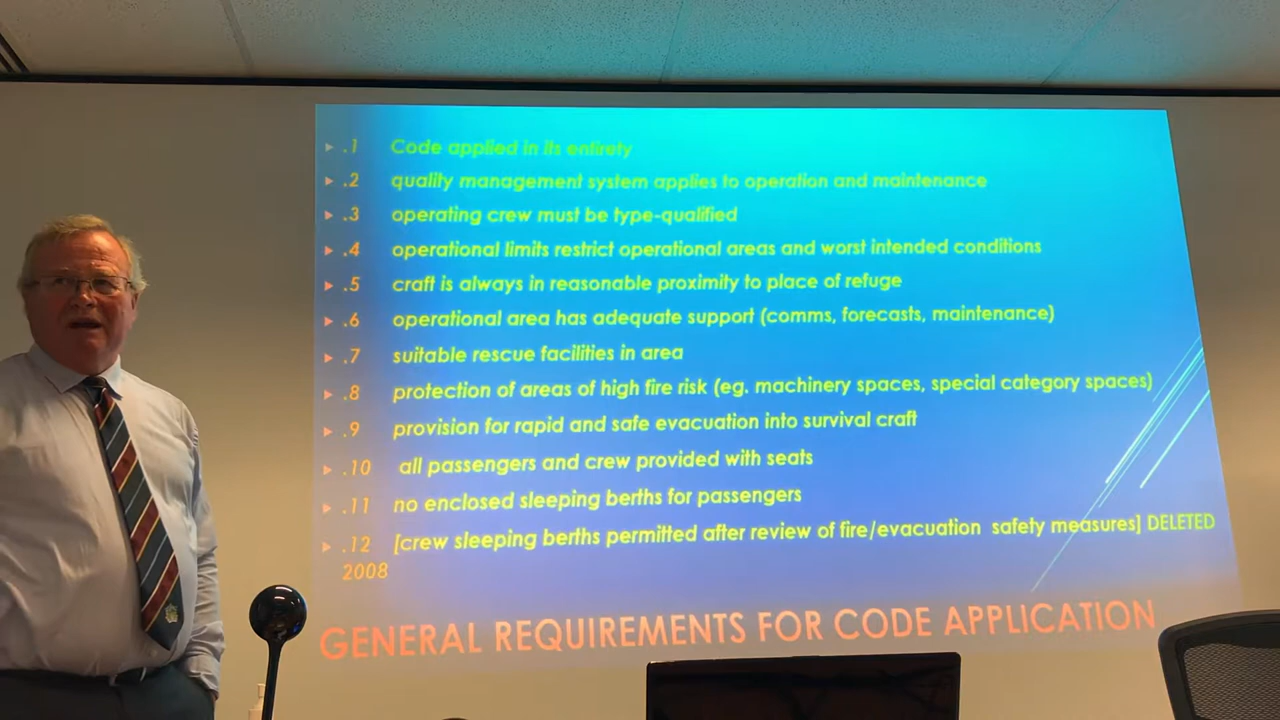 .1 Code applied in its entirety
.2 quality management system applies to operation and maintenance
.3 operating crew must be type-qualified
.4 operational limits restrict operational areas and worst intended conditions
.5 craft is always in reasonable proximity to place of refuge
.6 operational area has adequate support (comms, forecasts, maintenance)
.7 suitable rescue facilities in area
.8 protection of areas of high fire risk (eg. machinery spaces, special category spaces)
.9 provision for rapid and safe evacuation into survival craft
.10 all passengers and crew provided with seats
.11 no enclosed sleeping berths for passengers
.12 [crew sleeping berths permitted after review of fire/evacuation safety measures] DELETED
2008
GENERAL REQUIREMENTS FOR CODE APPLICATION